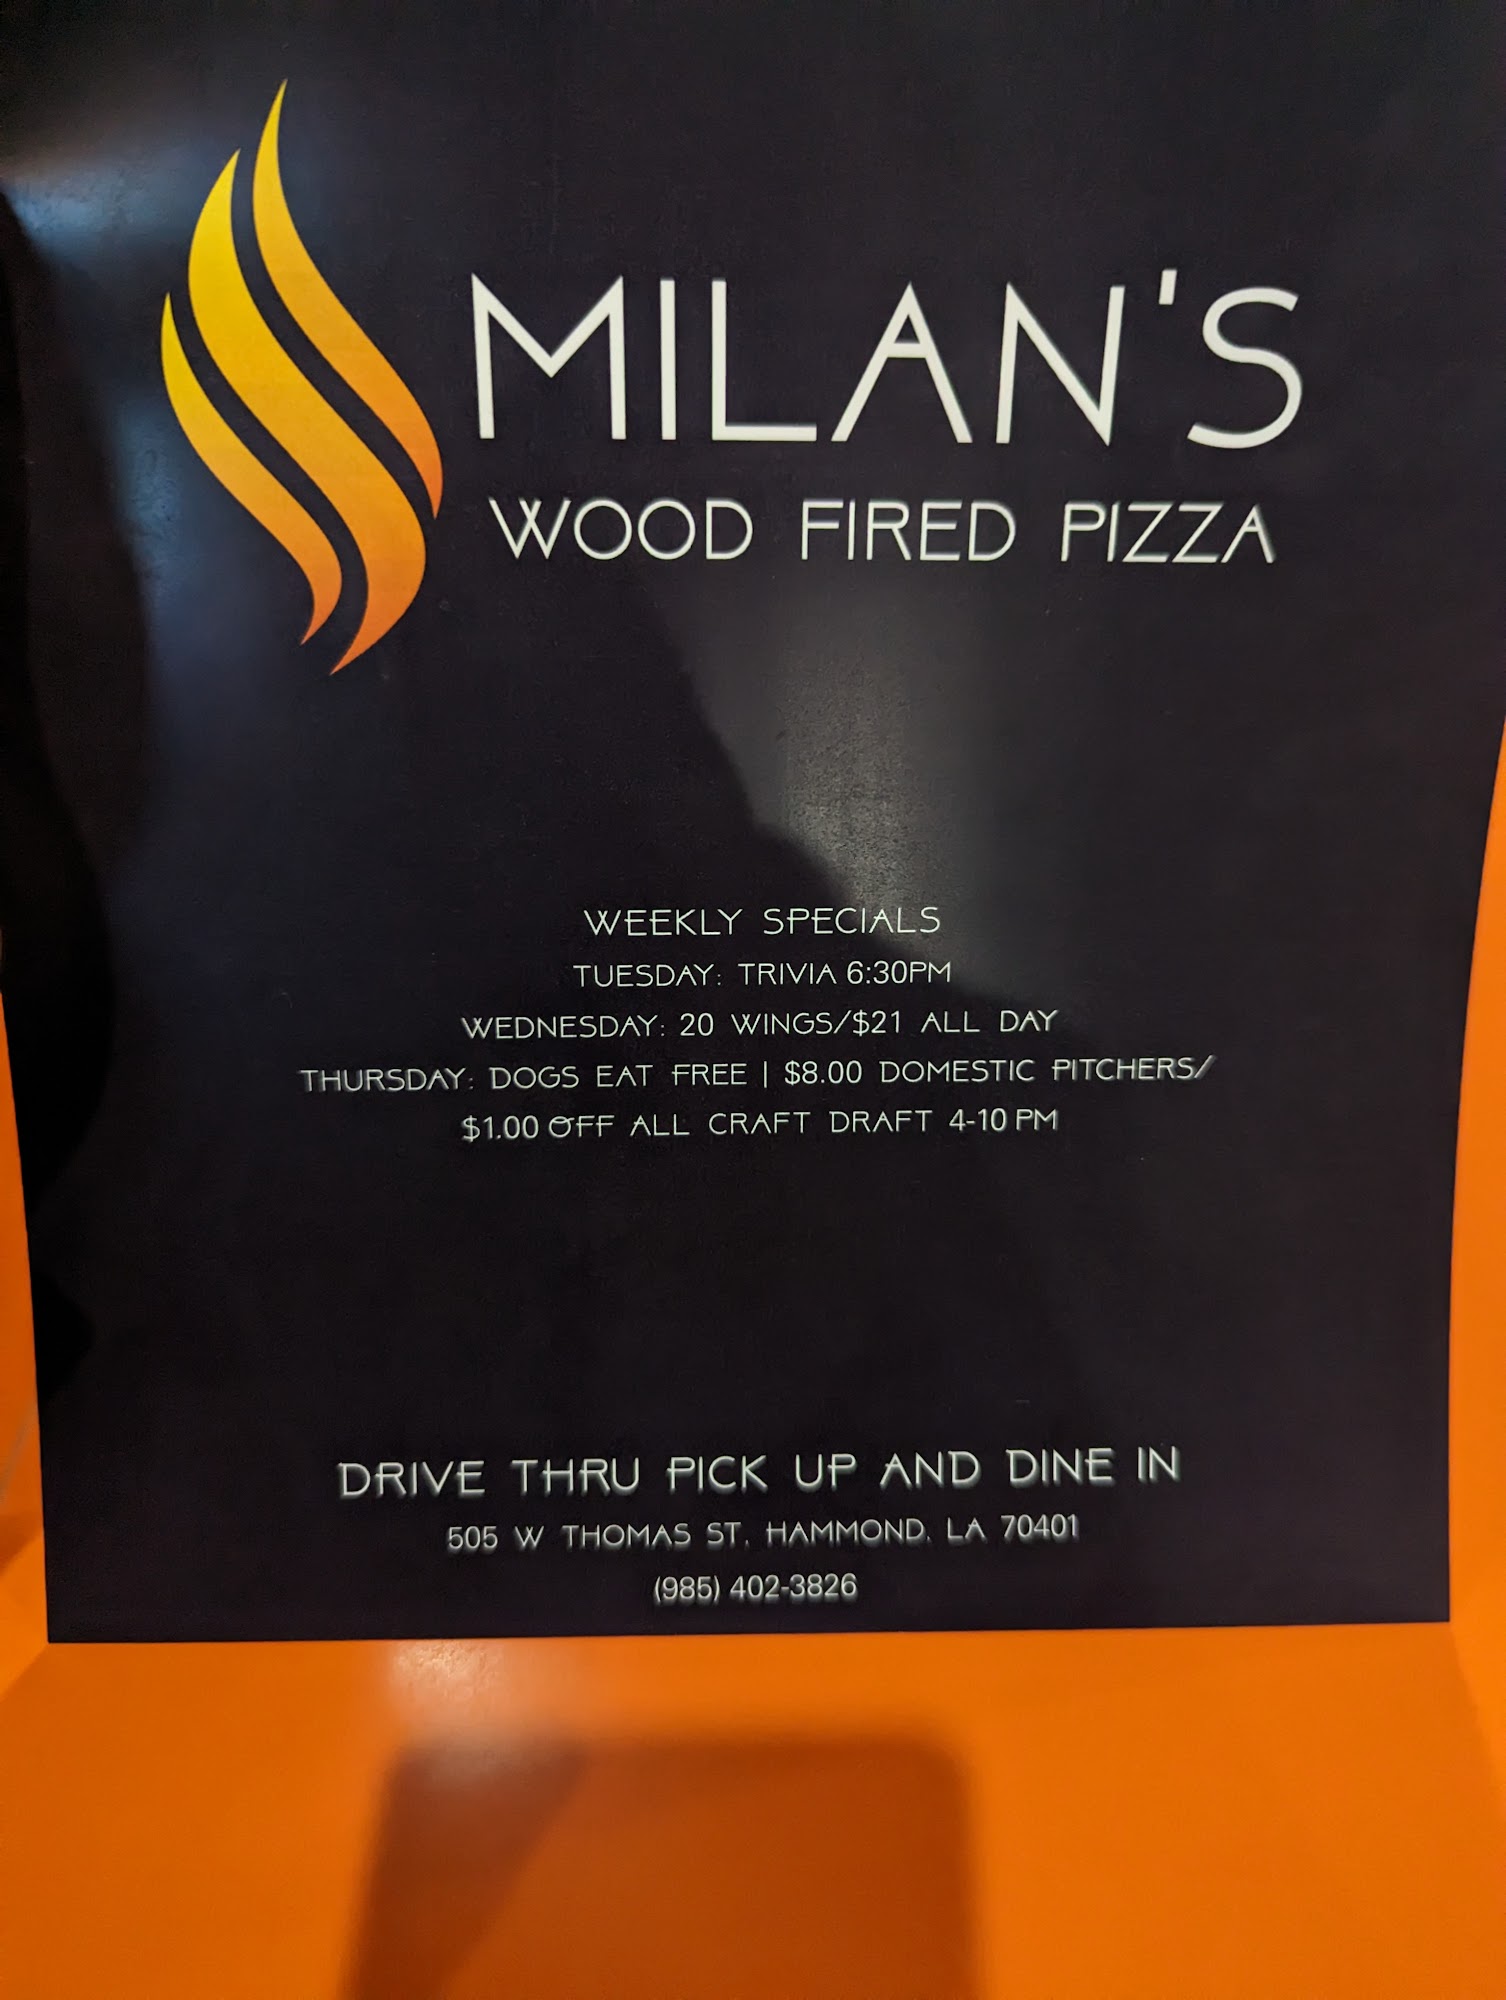 MILAN'S
WOOD FIRED PIZZA
WEEKLY SPECIALS
TUESDAY: TRIVIA 6:30PM
WEDNESDAY: 20 WINGS/$21 ALL DAY
THURSDAY: DOGS EAT FREE | $8.00 DOMESTIC PITCHERS/
$1.00 OFF ALL CRAFT DRAFT 4-10 PM
DRIVE THRU PICK UP AND DINE IN
505 W THOMAS ST, HAMMOND, LA 70401
(985) 402-3826